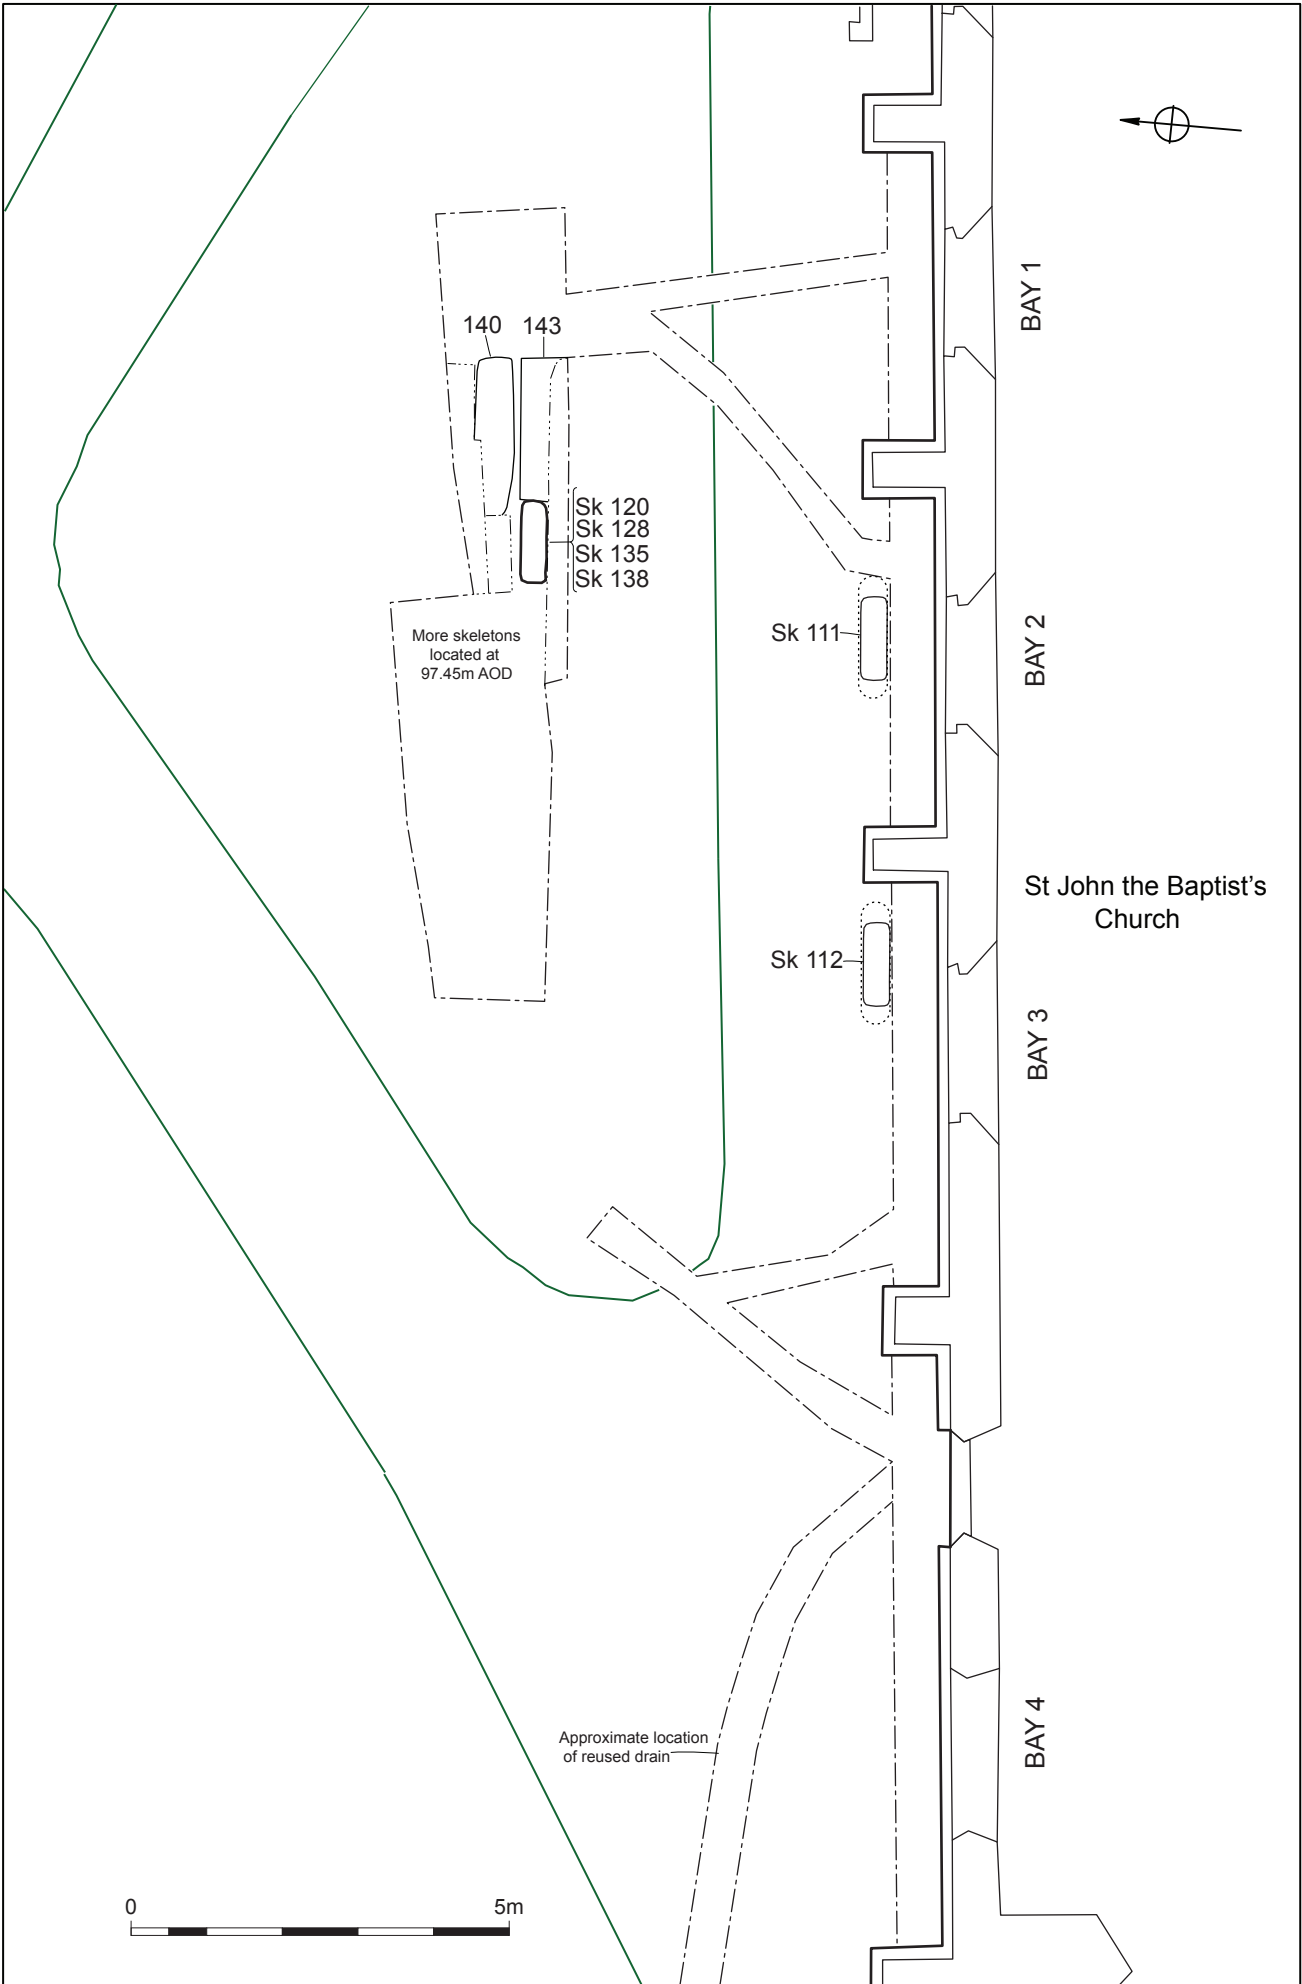 BAY 1
140 143
Sk 120
Sk 128
Sk 135
Sk 138
More skeletons
located at
97.45m AOD
Sk 111
BAY 2
St John the Baptist's
Church
Sk 112
BAY 3
Approximate location
of reused drain
BAY 4
0 5m